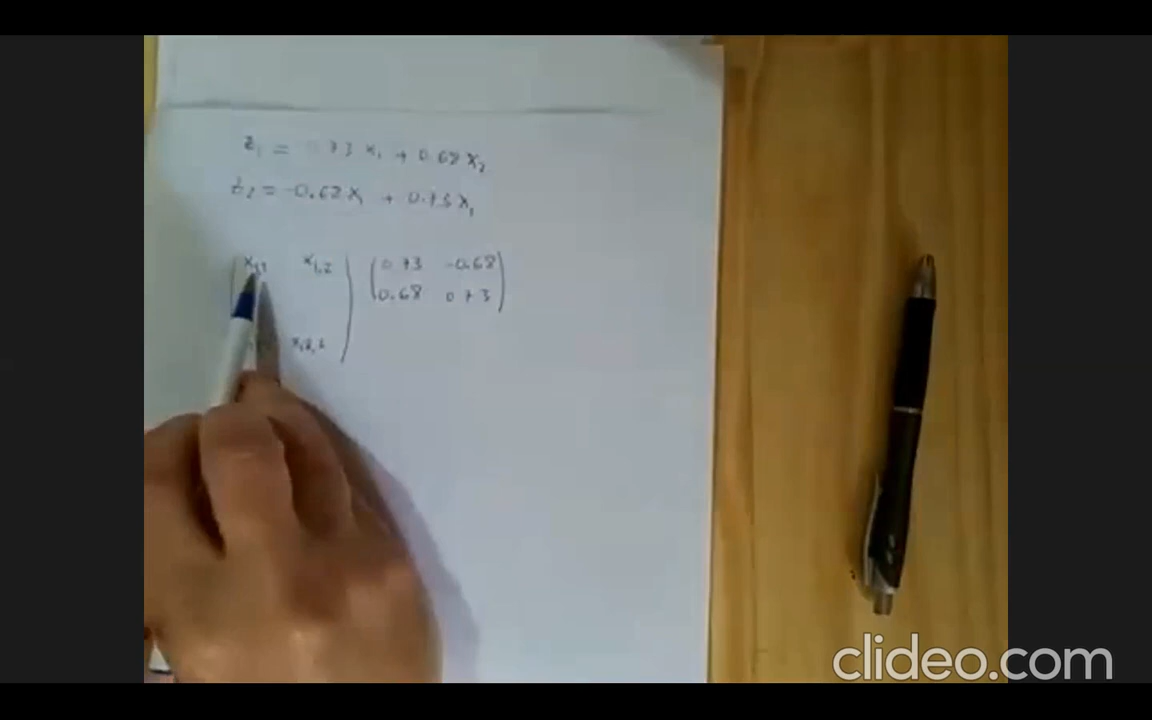 z₁ = 0.73 x₁ + 0.68 x₂
z₂ = -0.68 x₁ + 0.73 x₁
x₁,₁ x₁,₂ 0.73 -0.68
x₁₈,₂ 0.68 0.73
clideo.com